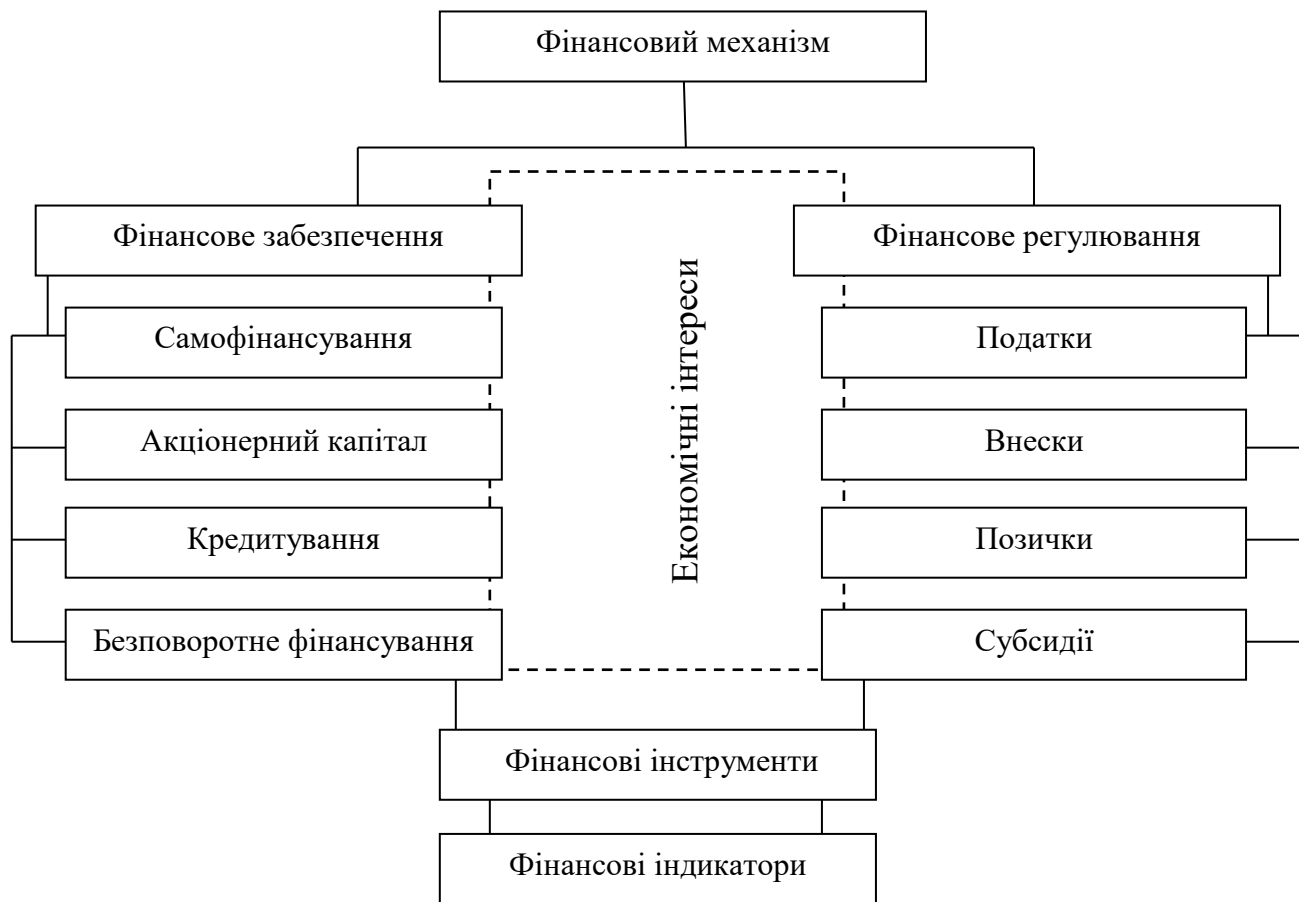 Фінансовий механізм
Фінансове забезпечення
Фінансове регулювання
Економічні інтереси
Самофінансування
Податки
Акціонерний капітал
Внески
Кредитування
Позички
Безповоротне фінансування
Субсидії
Фінансові інструменти
Фінансові індикатори